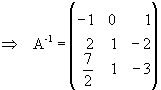 ⇒ A⁻¹ = ( -1 0 1
2 1 -2
7/2 1 -3 )